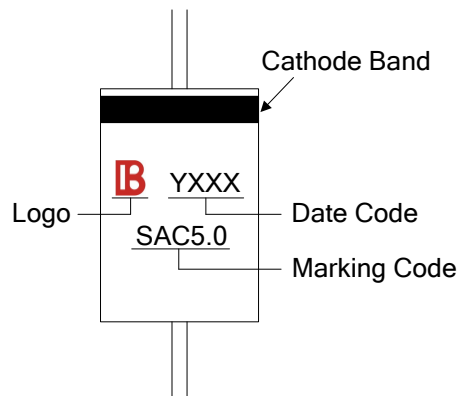 Cathode Band
B YXXX
Logo
Date Code
SAC5.0
Marking Code